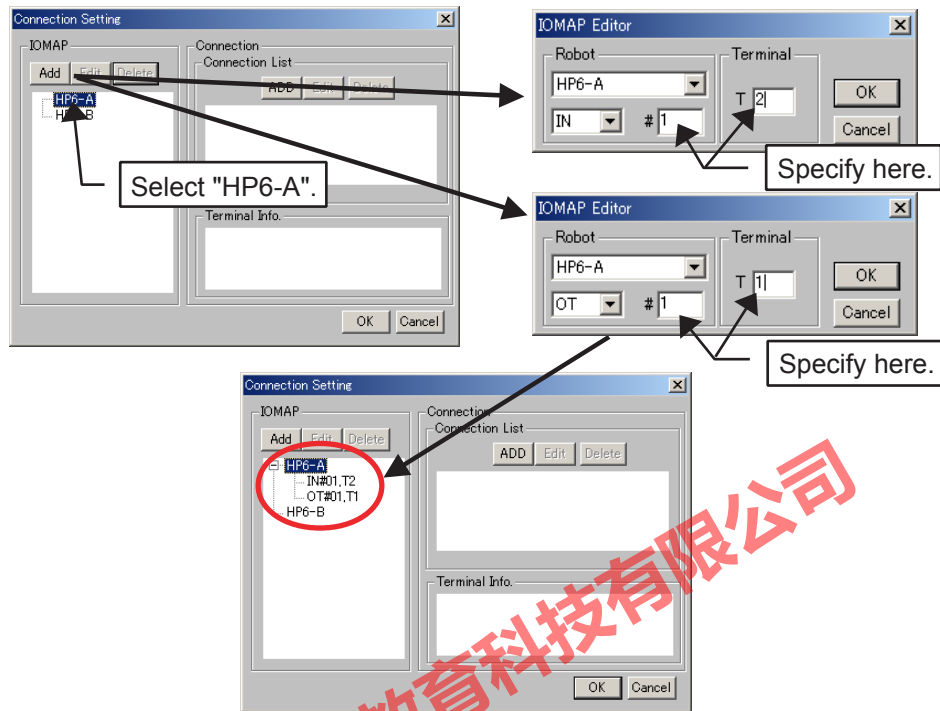 Connection Setting
IOMAP
Add Edit Delete
HP6-A
Connection
Connection List
ADD Edit Delete
Terminal Info.
OK Cancel
Select "HP6-A".
IOMAP Editor
Robot
HP6-A
IN # 1
Terminal
T 2
OK
Cancel
Specify here.
IOMAP Editor
Robot
HP6-A
OT # 1
Terminal
T 1
OK
Cancel
Specify here.
Connection Setting
IOMAP
Add Edit Delete
HP6-A
IN#01,T2
OT#01,T1
HP6-B
Connection
Connection List
ADD Edit Delete
Terminal Info.
OK Cancel
教育科技有限公司